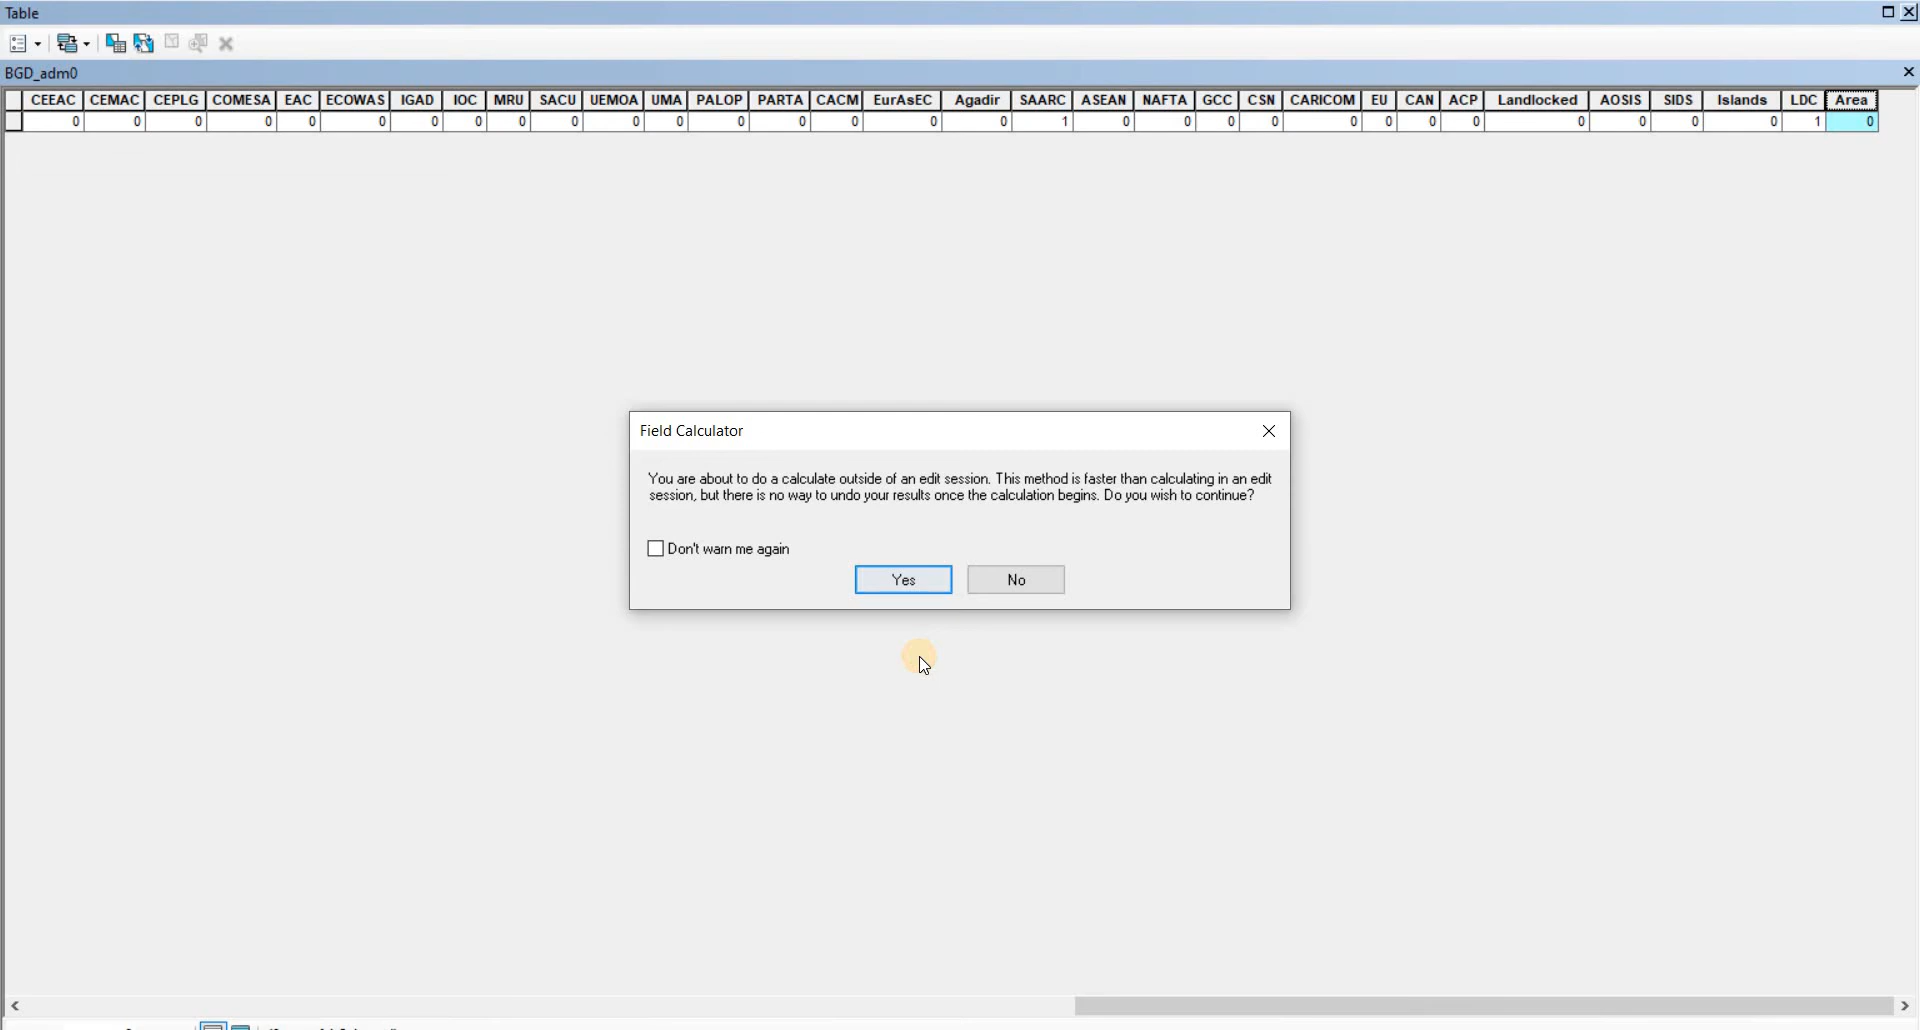 Table
BGD_adm0
CEEAC CEMAC CEPLG COMESA EAC ECOWAS IGAD IOC MRU SACU UEMOA UMA PALOP PARTA CACM EurAsEC Agadir SAARC ASEAN NAFTA GCC CSN CARICOM EU CAN ACP Landlocked AOSIS SIDS Islands LDC Area
0 0 0 0 0 0 0 0 0 0 0 0 0 0 0 0 0 1 0 0 0 0 0 0 0 0 0 0 0 0 1 0
Field Calculator
You are about to do a calculate outside of an edit session. This method is faster than calculating in an edit
session, but there is no way to undo your results once the calculation begins. Do you wish to continue?
Don't warn me again
Yes No